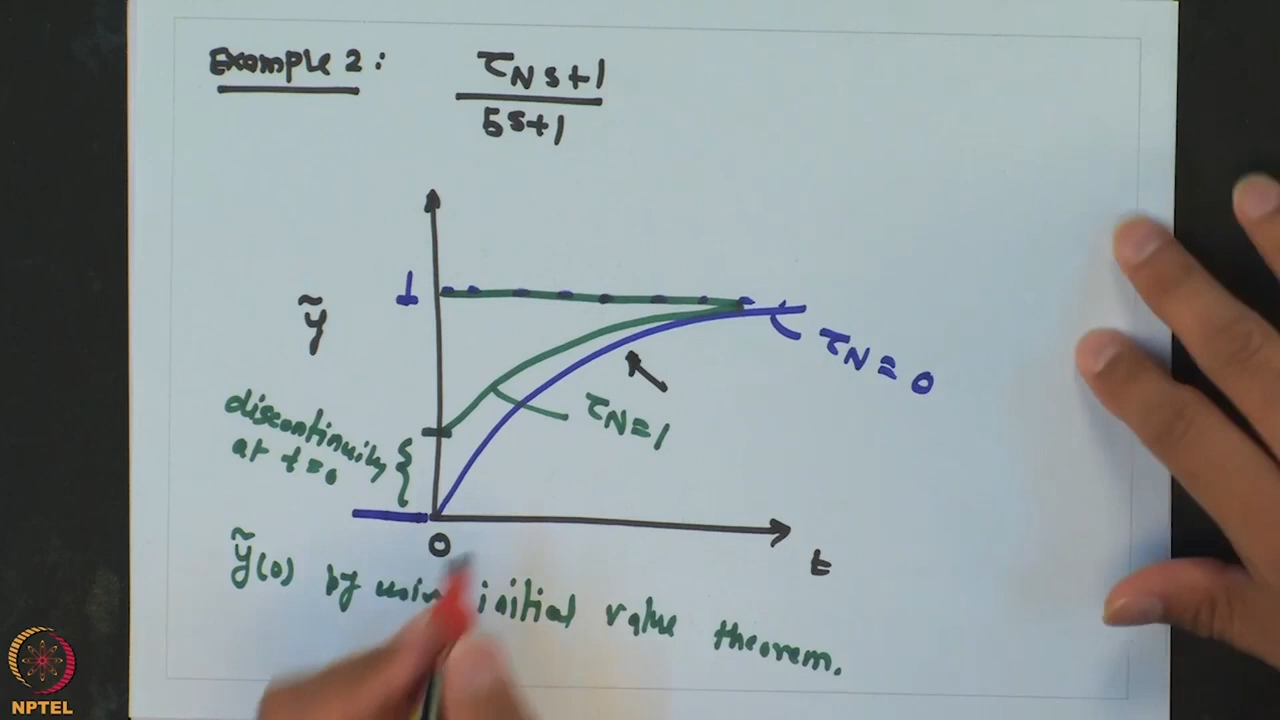 Example 2:
τN s+1
5s+1
1
ỹ
τN = 0
τN = 1
discontinuity
at t=0
0
t
ỹ(0) by using initial value theorem.
NPTEL